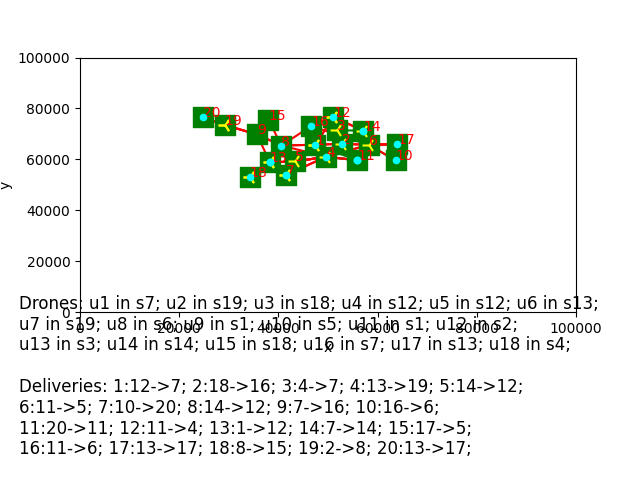 100000
80000
60000
40000
20000
0
y
12
14
17
15
19
Drones: u1 in s7; u2 in s19; u3 in s18; u4 in s12; u5 in s12; u6 in s13;
u7 in s19; u8 in s6; u9 in s1; u10 in s5; u11 in s1; u12 in s2;
0 20000 40000 60000 80000 100000
x
u13 in s3; u14 in s14; u15 in s18; u16 in s7; u17 in s13; u18 in s4;
Deliveries: 1:12->7; 2:18->16; 3:4->7; 4:13->19; 5:14->12;
6:11->5; 7:10->20; 8:14->12; 9:7->16; 10:16->6;
11:20->11; 12:11->4; 13:1->12; 14:7->14; 15:17->5;
16:11->6; 17:13->17; 18:8->15; 19:2->8; 20:13->17;